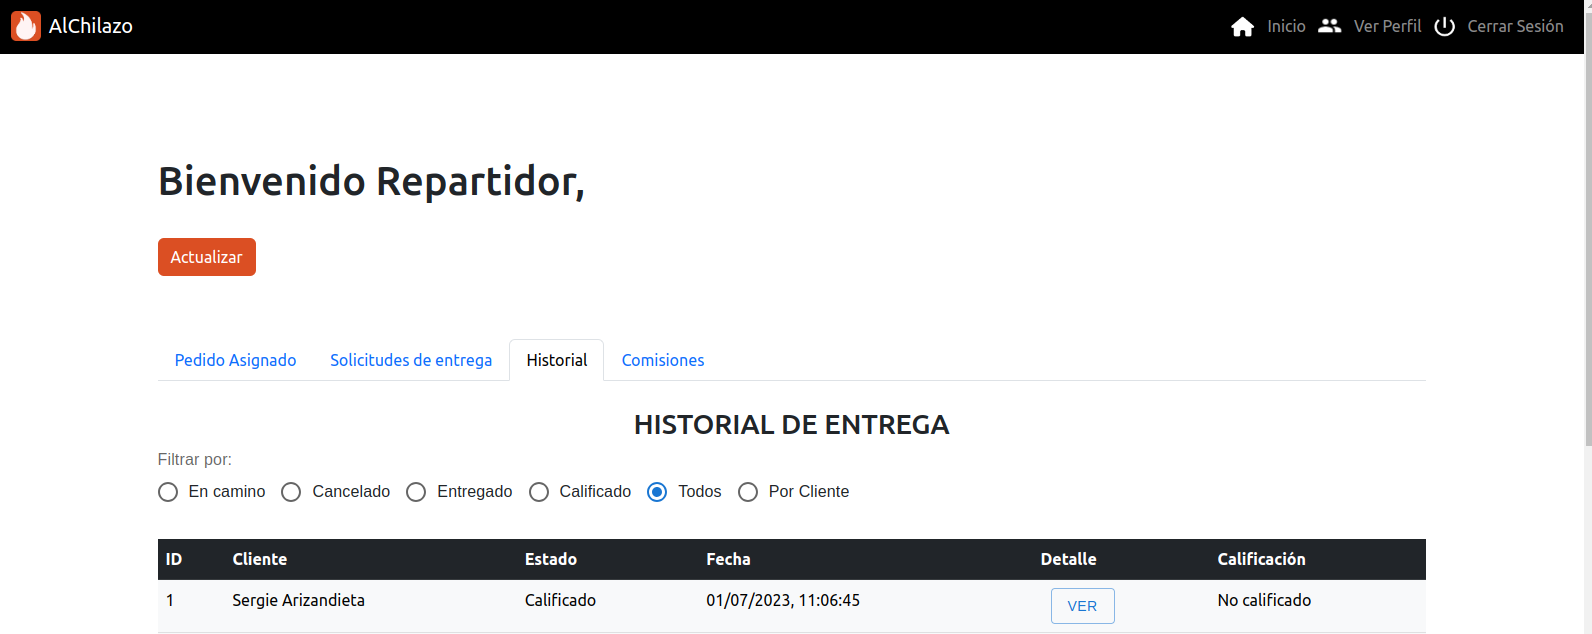 AlChilazo Inicio Ver Perfil Cerrar Sesión
Bienvenido Repartidor,
Actualizar
Pedido Asignado Solicitudes de entrega Historial Comisiones
HISTORIAL DE ENTREGA
Filtrar por:
En camino Cancelado Entregado Calificado Todos Por Cliente
ID Cliente Estado Fecha Detalle Calificación
1 Sergie Arizandieta Calificado 01/07/2023, 11:06:45 VER No calificado